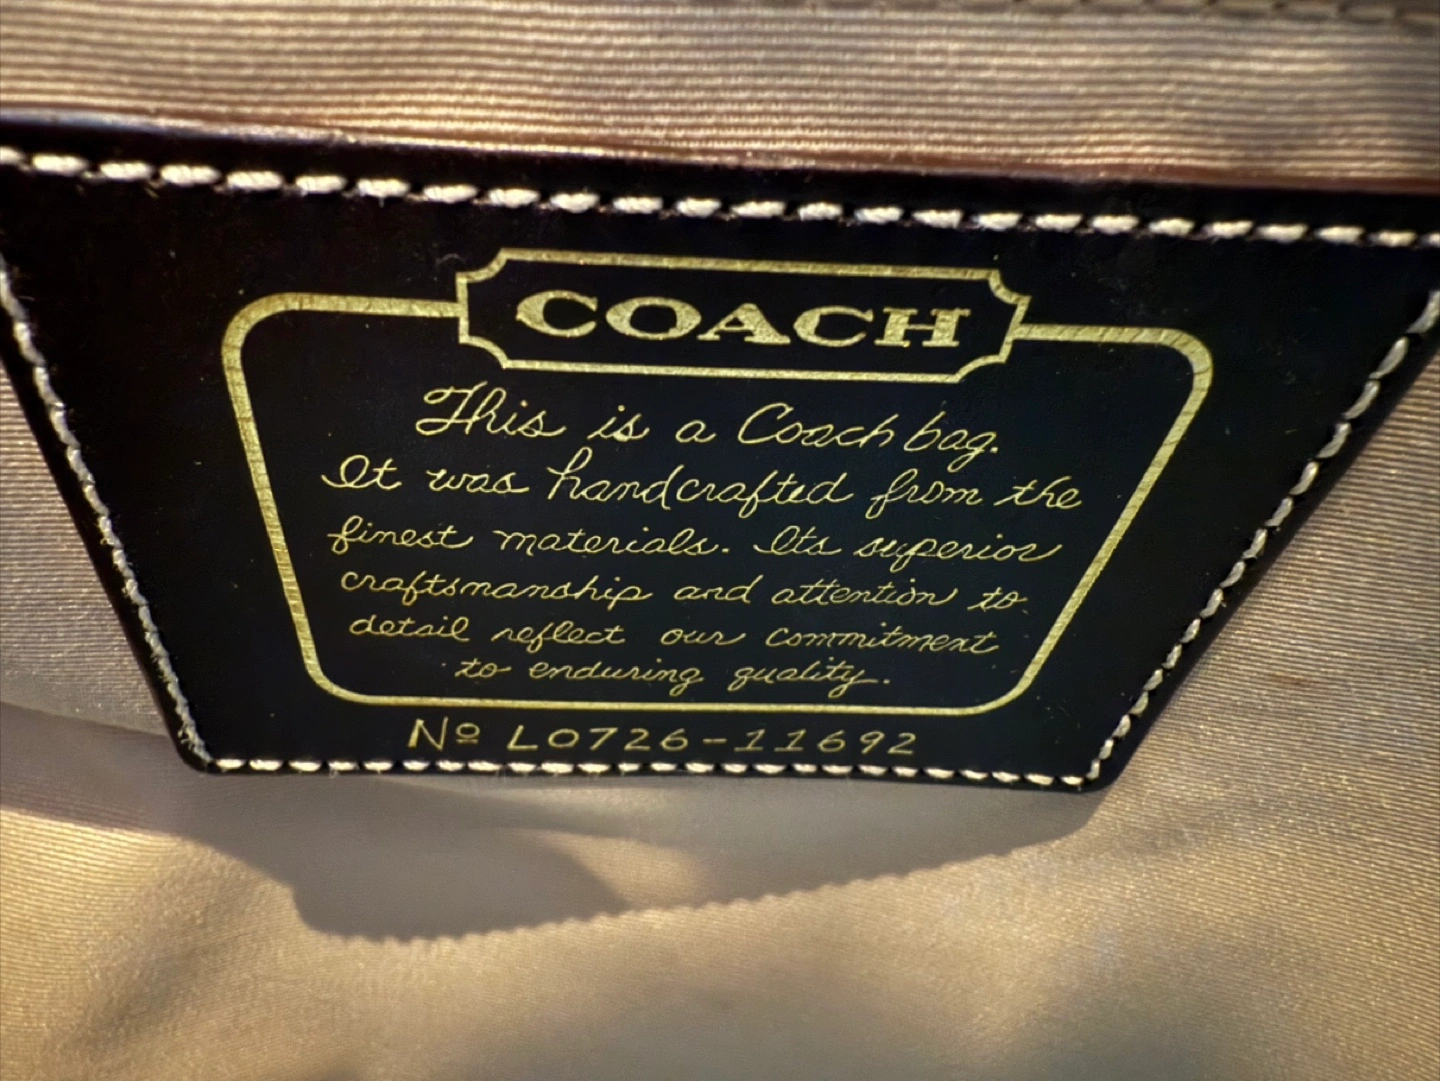 COACH
This is a Coach bag.
It was handcrafted from the
finest materials. Its superior
craftsmanship and attention to
detail reflect our commitment
to enduring quality.
Nº L0726-11692